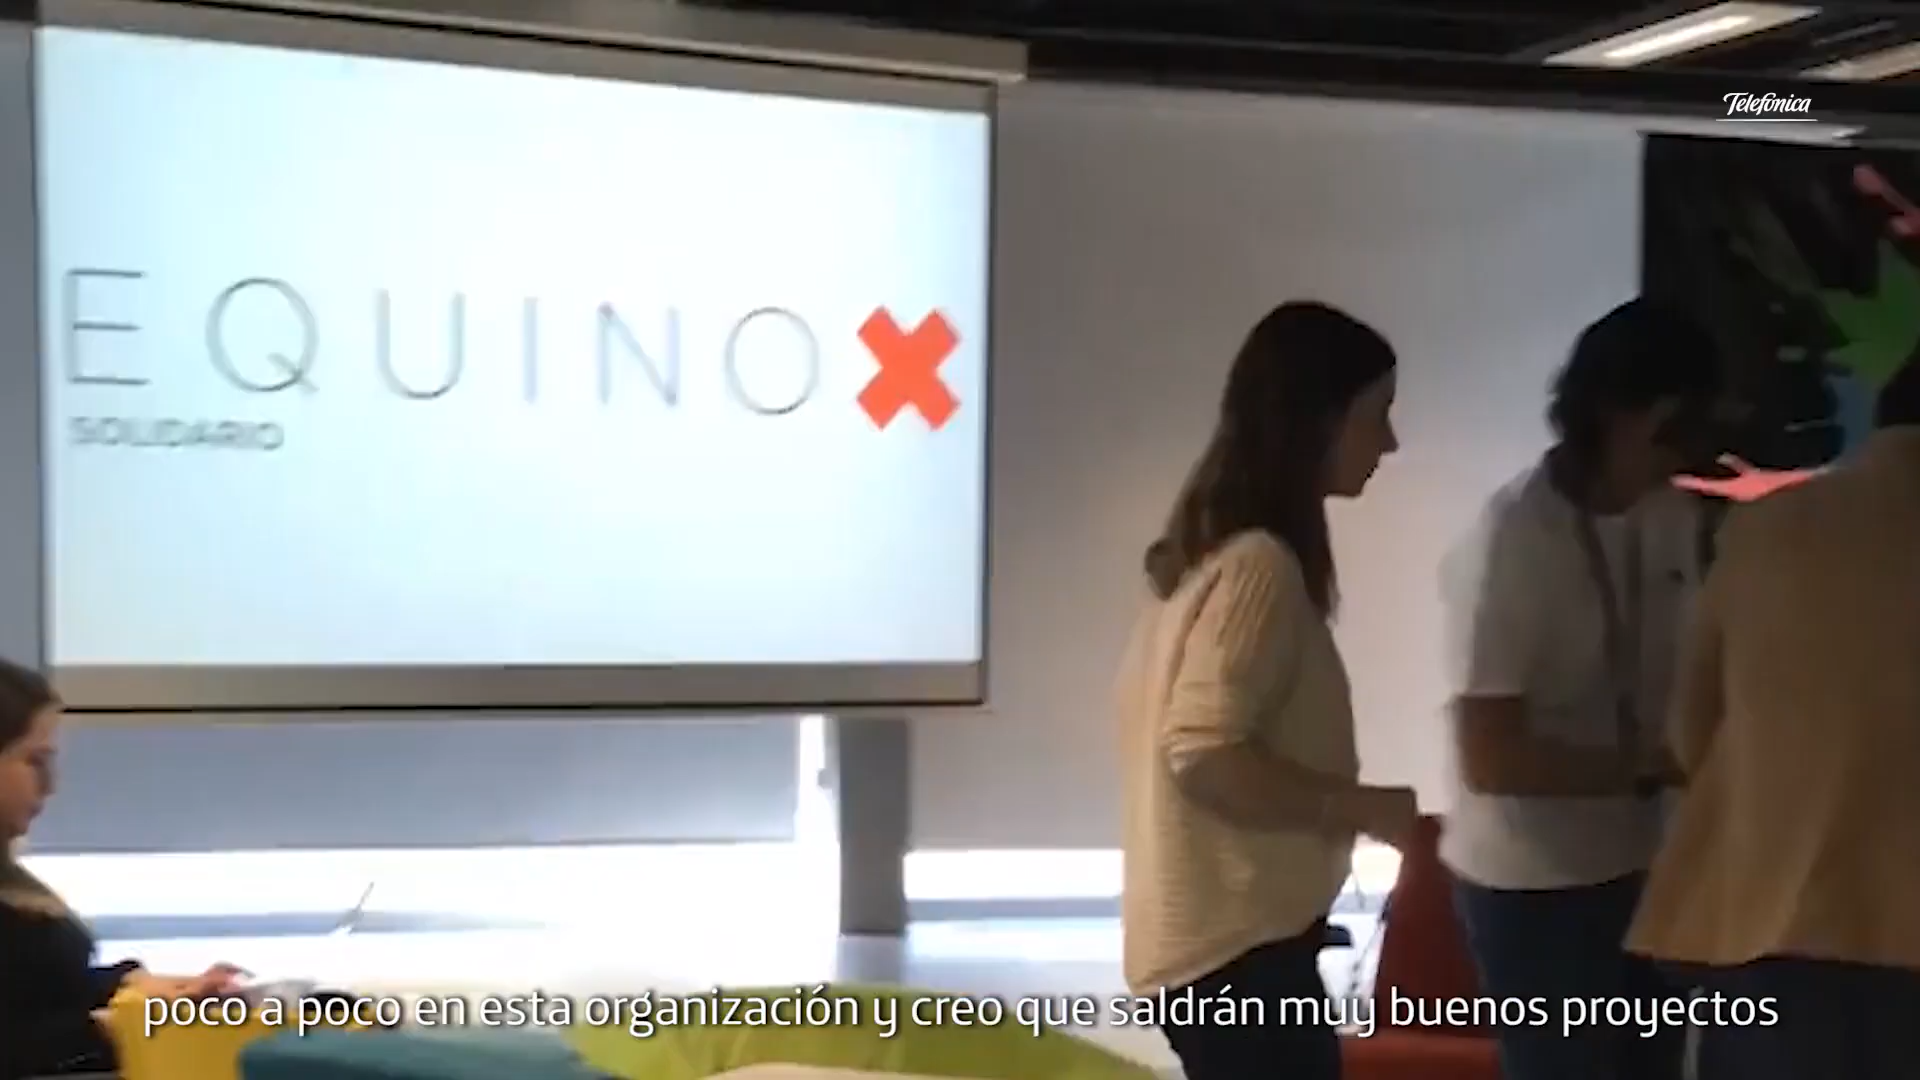 Telefónica
EQUINOX
SOLIDARIO
poco a poco en esta organización y creo que saldrán muy buenos proyectos